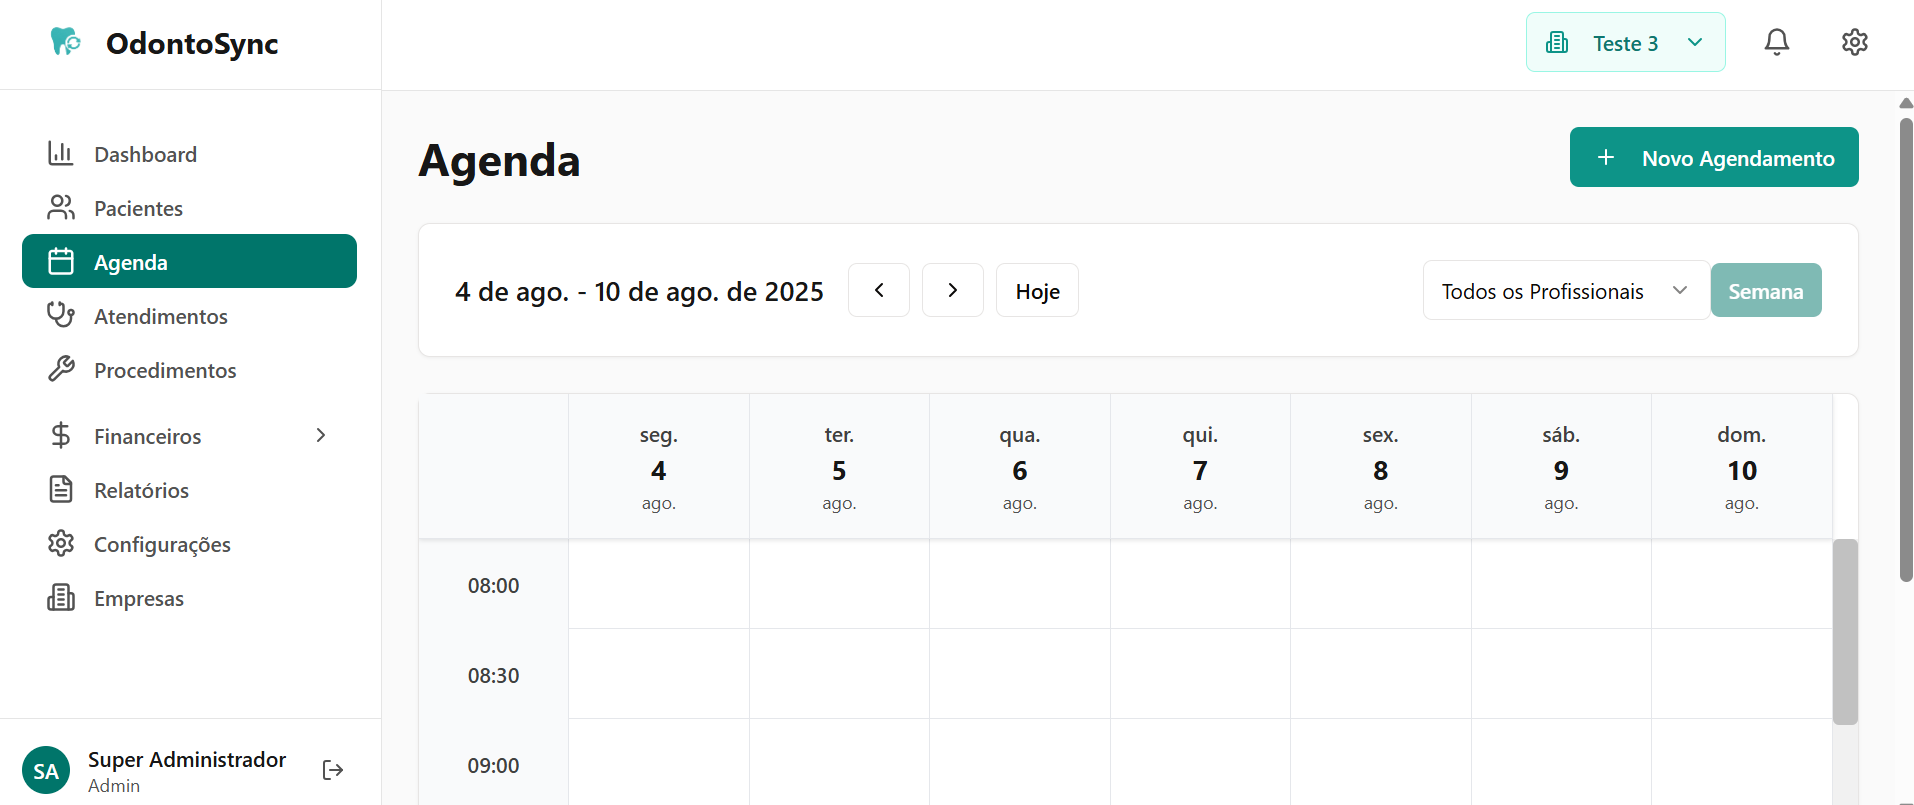 OdontoSync
Teste 3
Dashboard
Pacientes
Agenda
Atendimentos
Procedimentos
Financeiros
Relatórios
Configurações
Empresas
SA
Super Administrador
Admin
Agenda
+ Novo Agendamento
4 de ago. - 10 de ago. de 2025
Hoje
Todos os Profissionais
Semana
seg. ter. qua. qui. sex. sáb. dom.
4 5 6 7 8 9 10
ago. ago. ago. ago. ago. ago. ago.
08:00
08:30
09:00